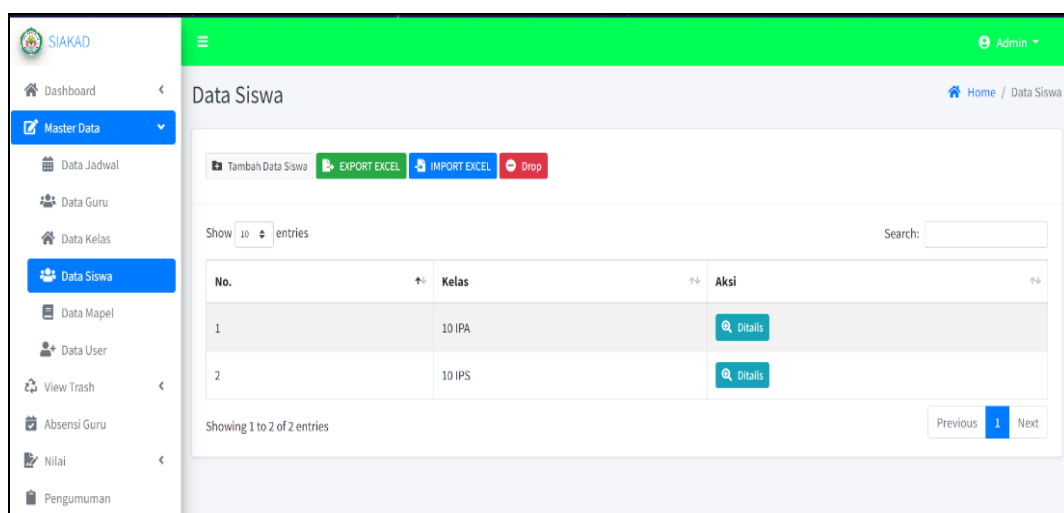 SIAKAD
Admin
Dashboard
Master Data
Data Jadwal
Data Guru
Data Kelas
Data Siswa
Data Mapel
Data User
View Trash
Absensi Guru
Nilai
Pengumuman
Data Siswa
Home / Data Siswa
Tambah Data Siswa EXPORT EXCEL IMPORT EXCEL Drop
Show 10 entries Search:
No. Kelas Aksi
1 10 IPA Ditails
2 10 IPS Ditails
Showing 1 to 2 of 2 entries Previous 1 Next